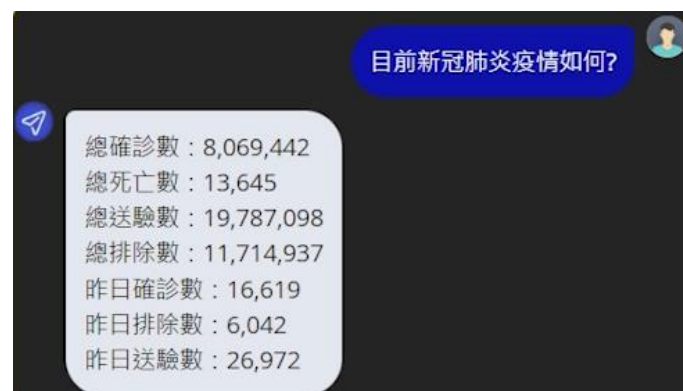 目前新冠肺炎疫情如何?
總確診數：8,069,442
總死亡數：13,645
總送驗數：19,787,098
總排除數：11,714,937
昨日確診數：16,619
昨日排除數：6,042
昨日送驗數：26,972